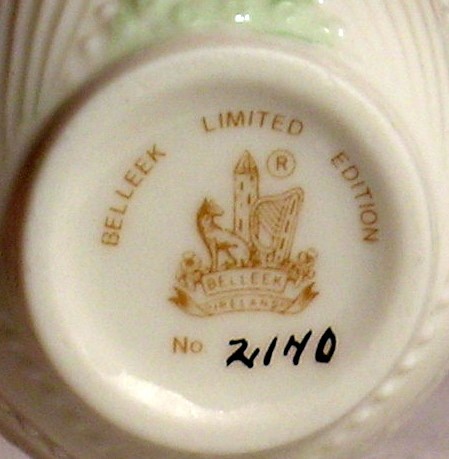 BELLEEK LIMITED EDITION
®
BELLEEK
IRELAND
No. 2140